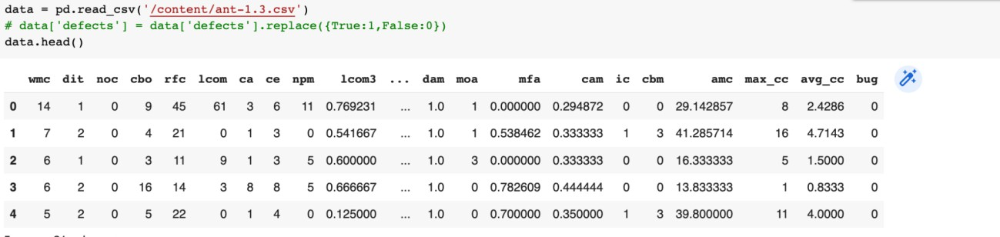 data = pd.read_csv('/content/ant-1.3.csv')
# data['defects'] = data['defects'].replace({True:1,False:0})
data.head()
wmc dit noc cbo rfc lcom ca ce npm lcom3 ... dam moa mfa cam ic cbm amc max_cc avg_cc bug
0 14 1 0 9 45 61 3 6 11 0.769231 ... 1.0 1 0.000000 0.294872 0 0 29.142857 8 2.4286 0
1 7 2 0 4 21 0 1 3 0 0.541667 ... 1.0 1 0.538462 0.333333 1 3 41.285714 16 4.7143 0
2 6 1 0 3 11 9 1 3 5 0.600000 ... 1.0 3 0.000000 0.333333 0 0 16.333333 5 1.5000 0
3 6 2 0 16 14 3 8 8 5 0.666667 ... 1.0 0 0.782609 0.444444 0 0 13.833333 1 0.8333 0
4 5 2 0 5 22 0 1 4 0 0.125000 ... 1.0 0 0.700000 0.350000 1 3 39.800000 11 4.0000 0